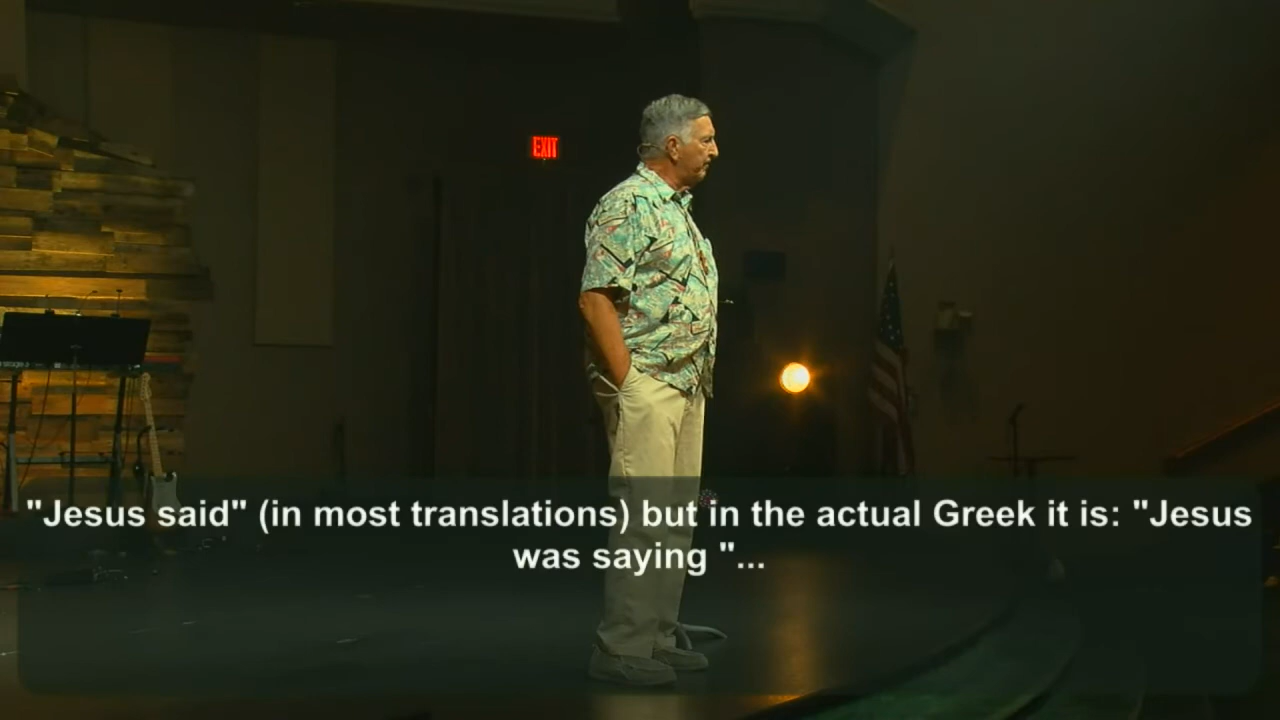 EXIT
"Jesus said" (in most translations) but in the actual Greek it is: "Jesus
was saying "...